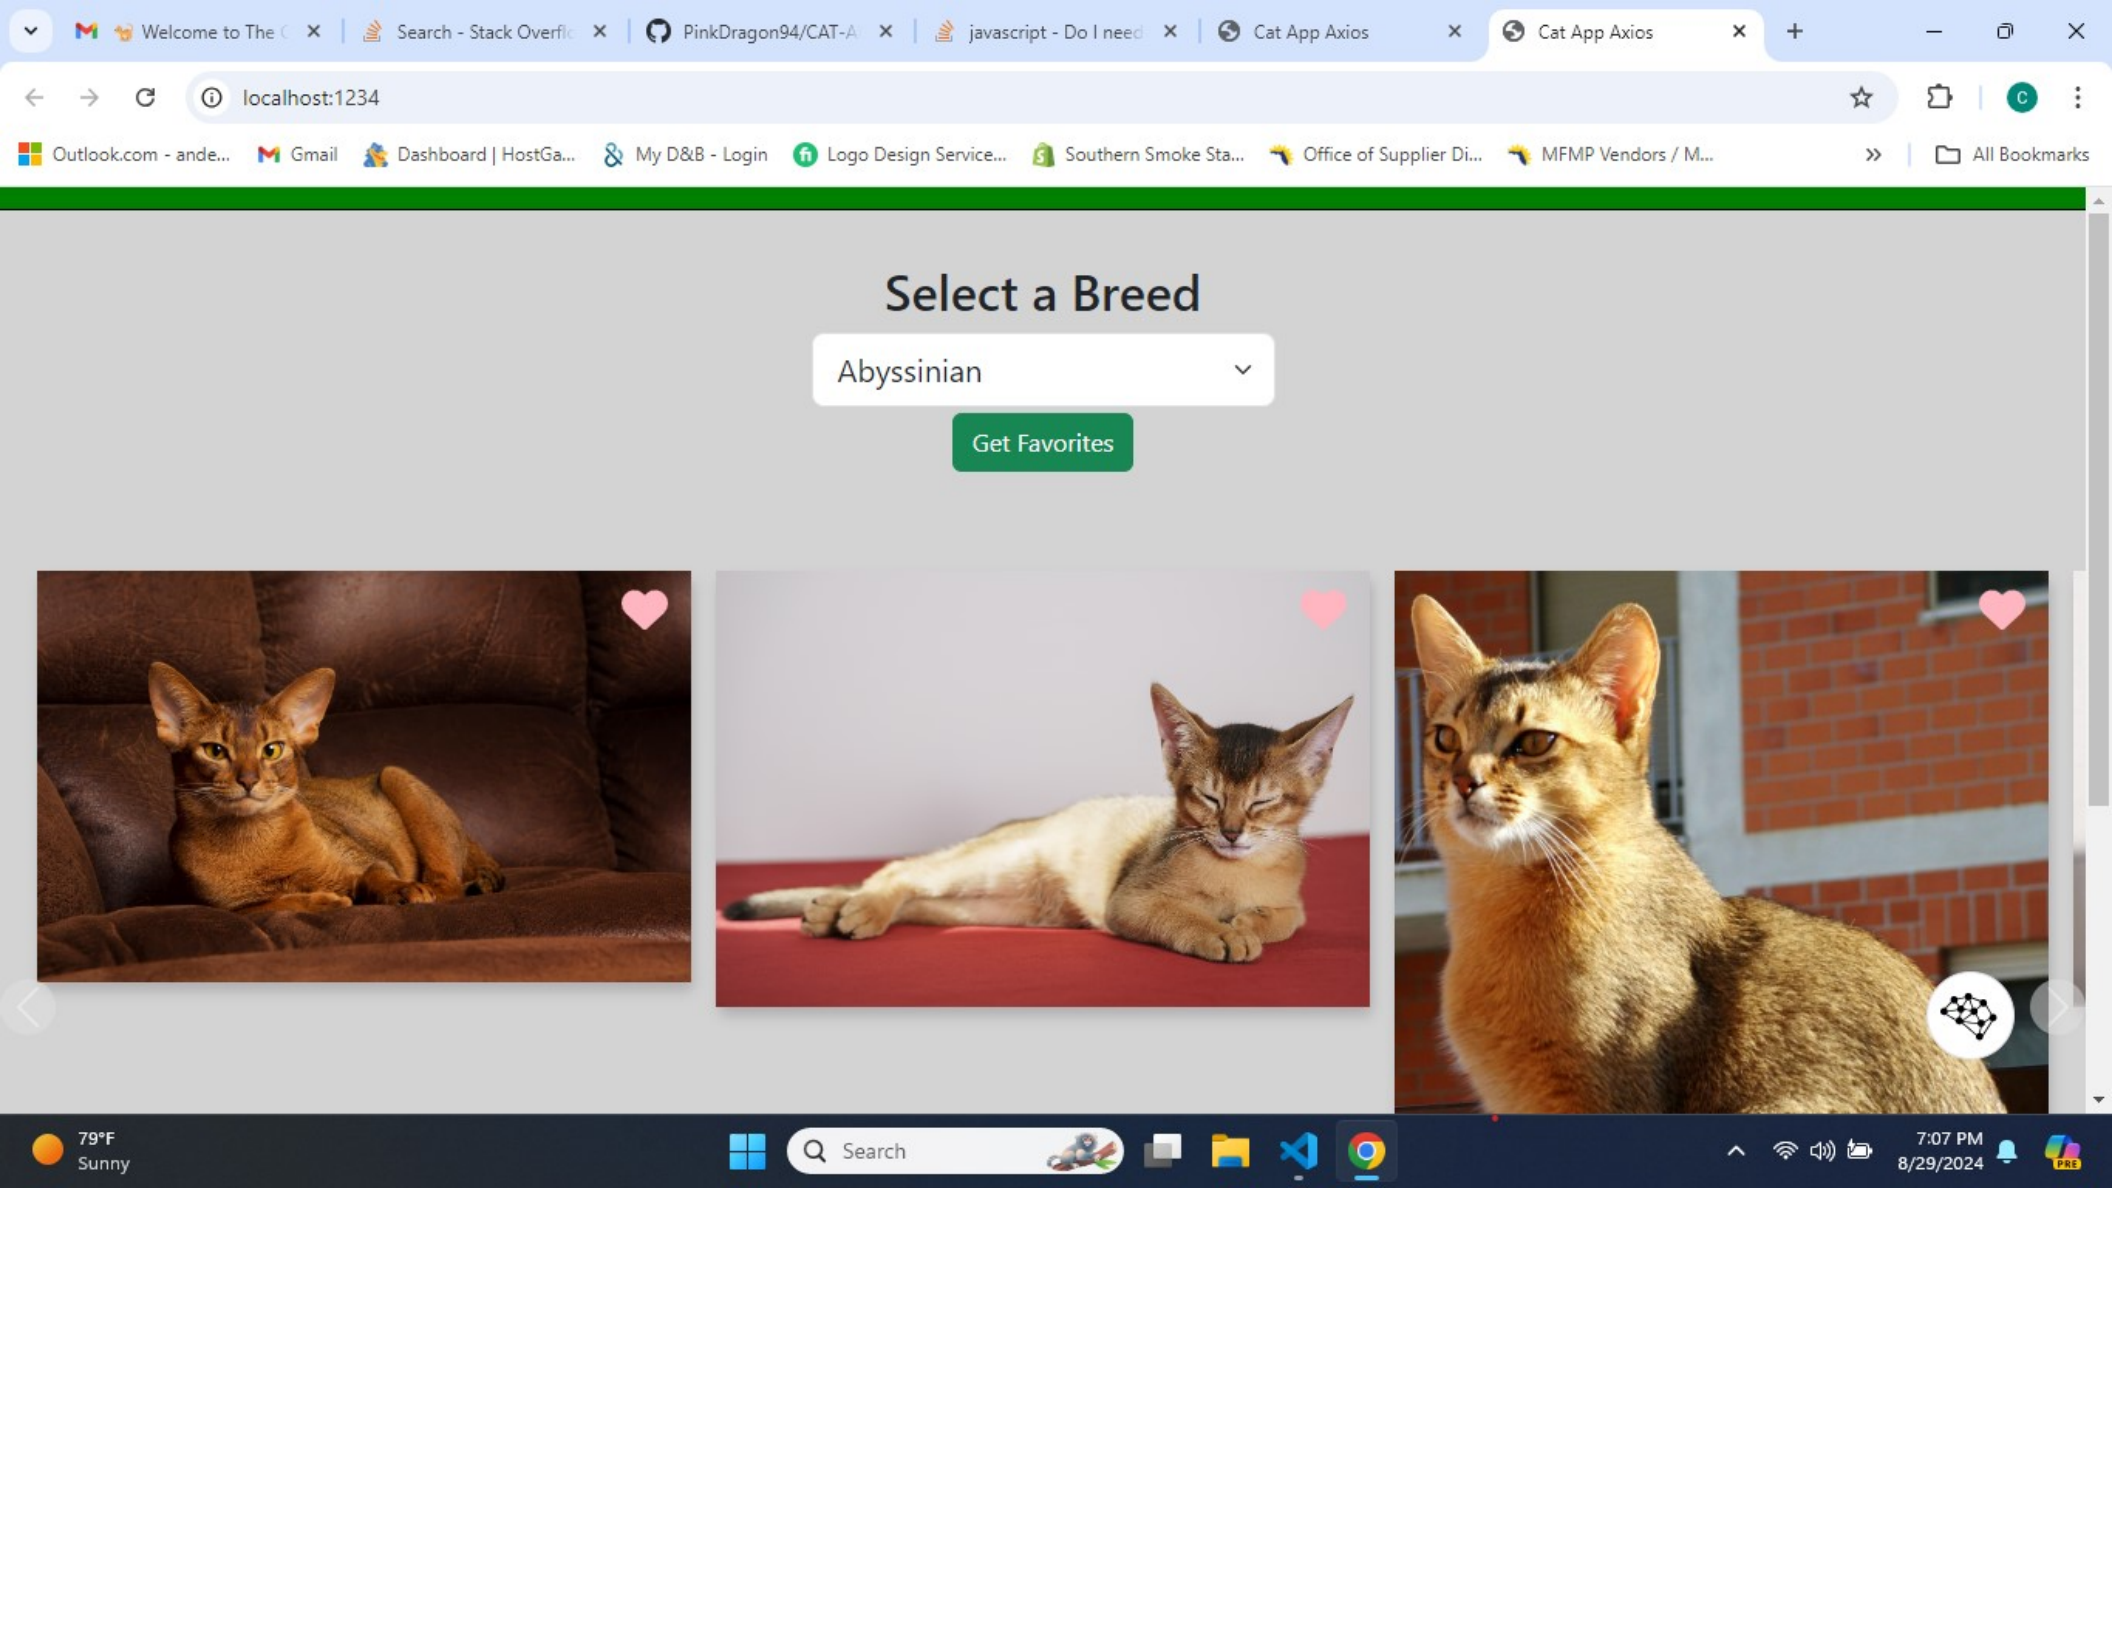 Welcome to The C
Search - Stack Overflo
PinkDragon94/CAT-A
javascript - Do I need
Cat App Axios
Cat App Axios
localhost:1234
C
Outlook.com - ande...
Gmail
Dashboard | HostGa...
My D&B - Login
Logo Design Service...
Southern Smoke Sta...
Office of Supplier Di...
MFMP Vendors / M...
All Bookmarks
Select a Breed
Abyssinian
Get Favorites
79°F
Sunny
Search
7:07 PM
8/29/2024
PRE